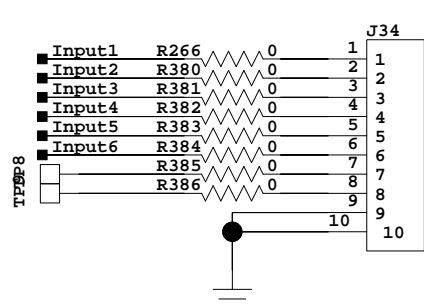 J34
Input1 R266 0 1 1
Input2 R380 0 2 2
Input3 R381 0 3 3
Input4 R382 0 4 4
Input5 R383 0 5 5
Input6 R384 0 6 6
R385 0 7 7
R386 0 8 8
9 9
10 10